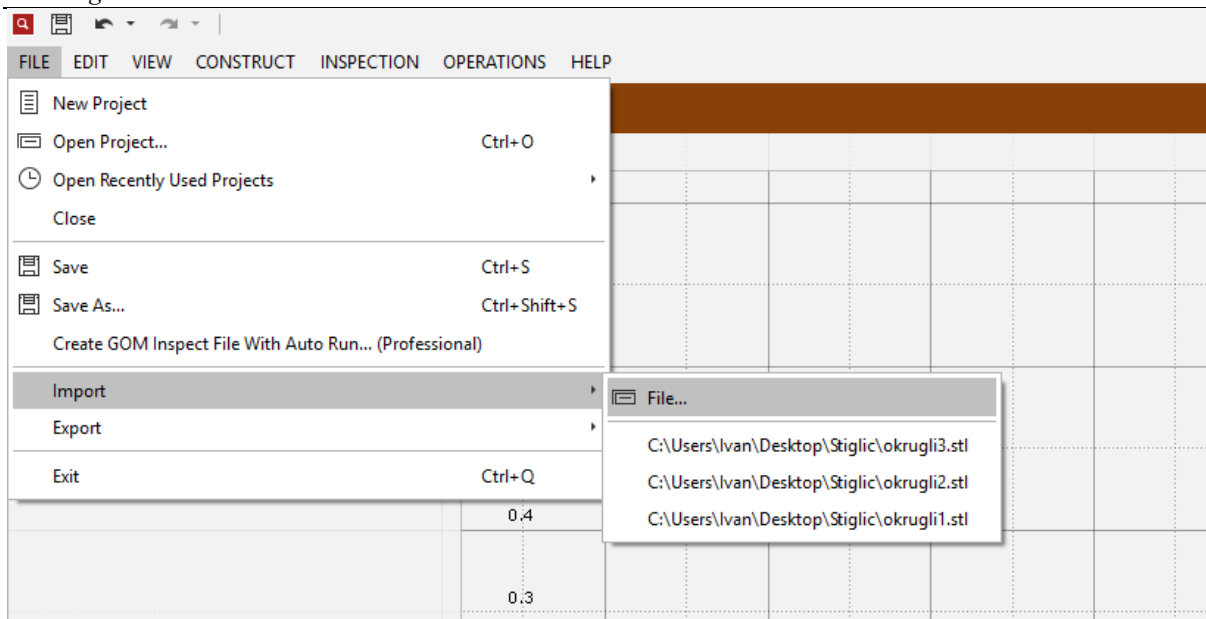 FILE EDIT VIEW CONSTRUCT INSPECTION OPERATIONS HELP
New Project
Open Project... Ctrl+O
Open Recently Used Projects
Close
Save Ctrl+S
Save As... Ctrl+Shift+S
Create GOM Inspect File With Auto Run... (Professional)
Import
File...
Export
C:\Users\Ivan\Desktop\Stiglic\okrugli3.stl
Exit Ctrl+Q
C:\Users\Ivan\Desktop\Stiglic\okrugli2.stl
C:\Users\Ivan\Desktop\Stiglic\okrugli1.stl
0.4
0.3